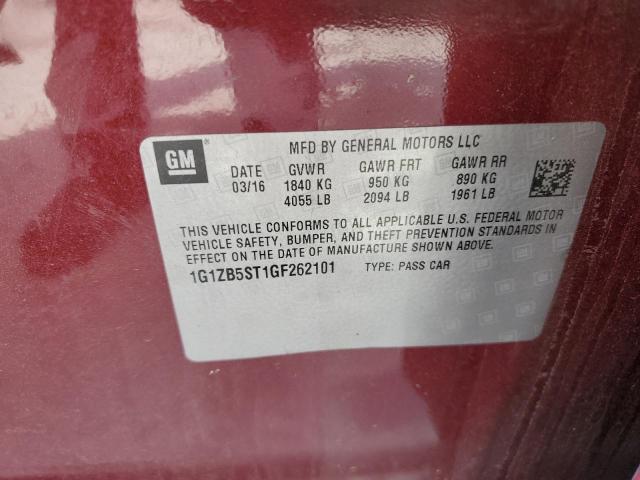 GM ®
MFD BY GENERAL MOTORS LLC
DATE GVWR GAWR FRT GAWR RR
03/16 1840 KG 950 KG 890 KG
4055 LB 2094 LB 1961 LB
THIS VEHICLE CONFORMS TO ALL APPLICABLE U.S. FEDERAL MOTOR
VEHICLE SAFETY, BUMPER, AND THEFT PREVENTION STANDARDS IN
EFFECT ON THE DATE OF MANUFACTURE SHOWN ABOVE.
1G1ZB5ST1GF262101 TYPE: PASS CAR